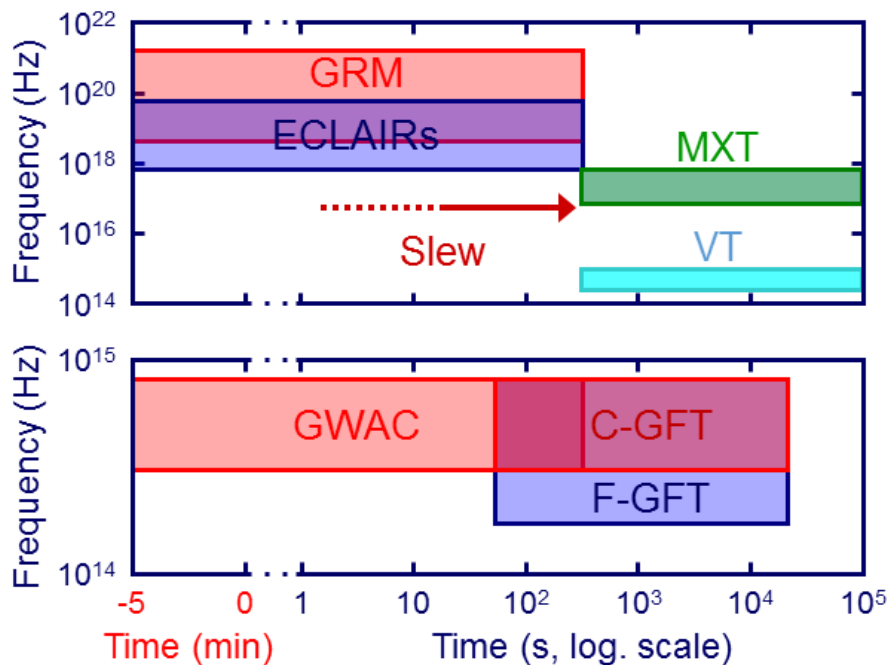 Frequency (Hz)
10²²
10²⁰
10¹⁸
10¹⁶
10¹⁴
GRM
ECLAIRs
MXT
Slew
VT
Frequency (Hz)
10¹⁵
10¹⁴
GWAC
C-GFT
F-GFT
-5 0 1 10 10² 10³ 10⁴ 10⁵
Time (min) Time (s, log. scale)